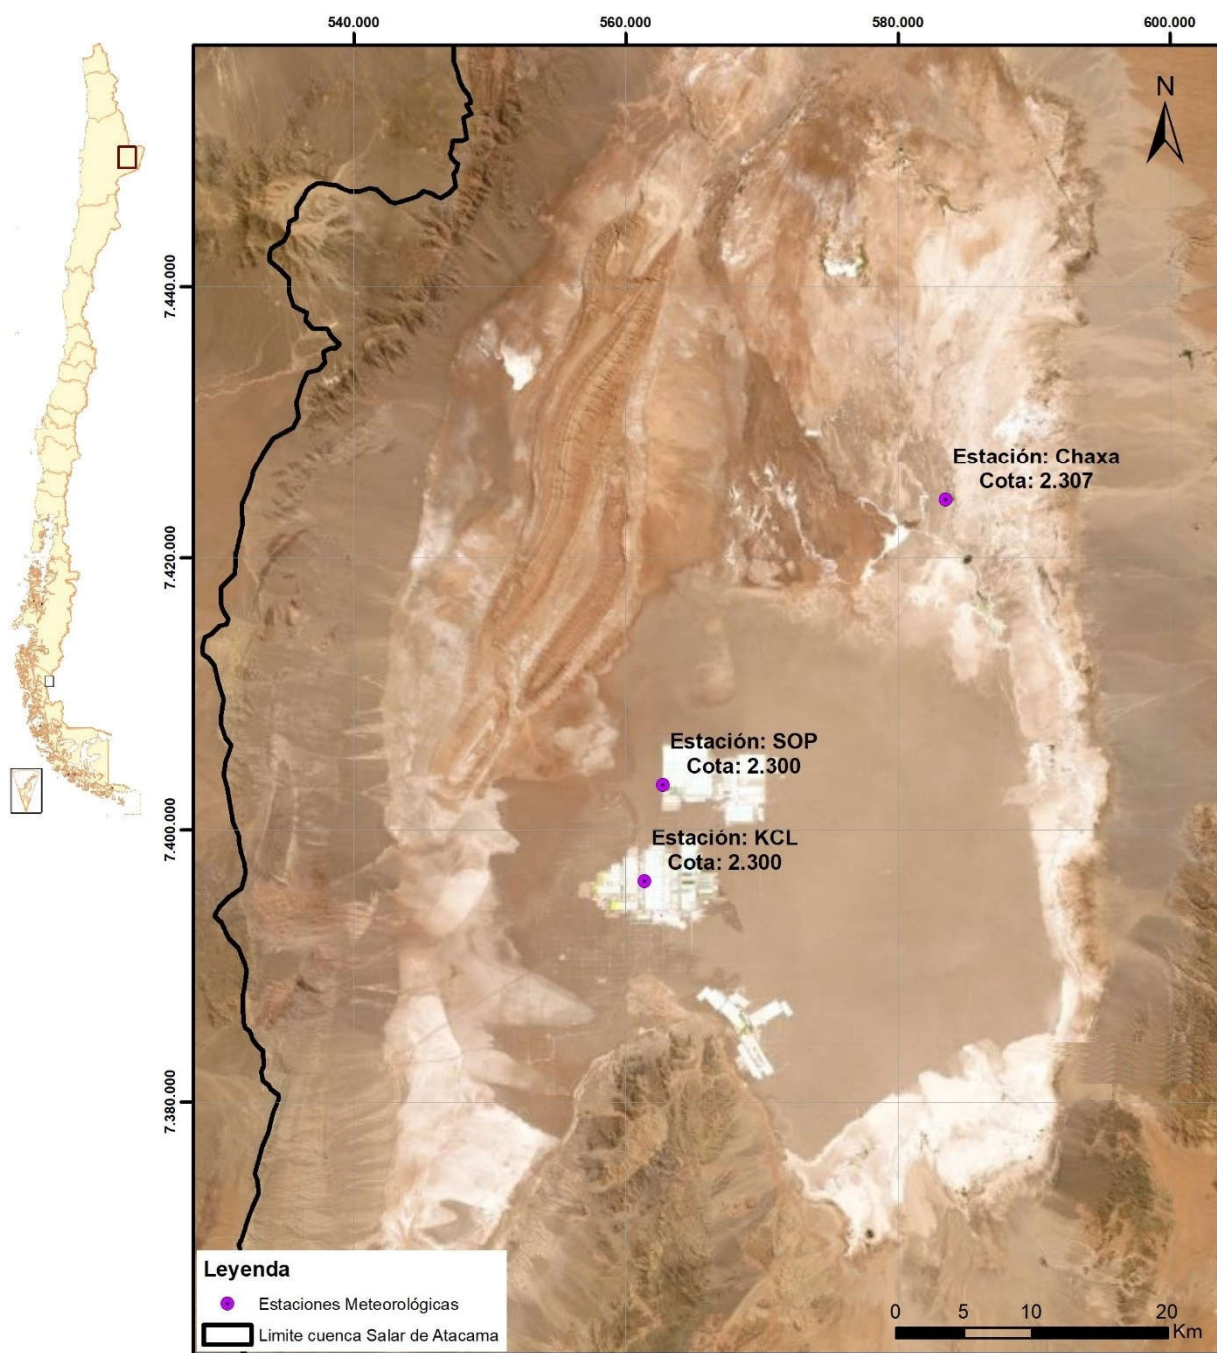 540.000
560.000
580.000
600.000
N
7.440.000
Estación: Chaxa
Cota: 2.307
7.420.000
Estación: SOP
Cota: 2.300
7.400.000
Estación: KCL
Cota: 2.300
7.380.000
Leyenda
Estaciones Meteorológicas
Limite cuenca Salar de Atacama
0 5 10 20
Km